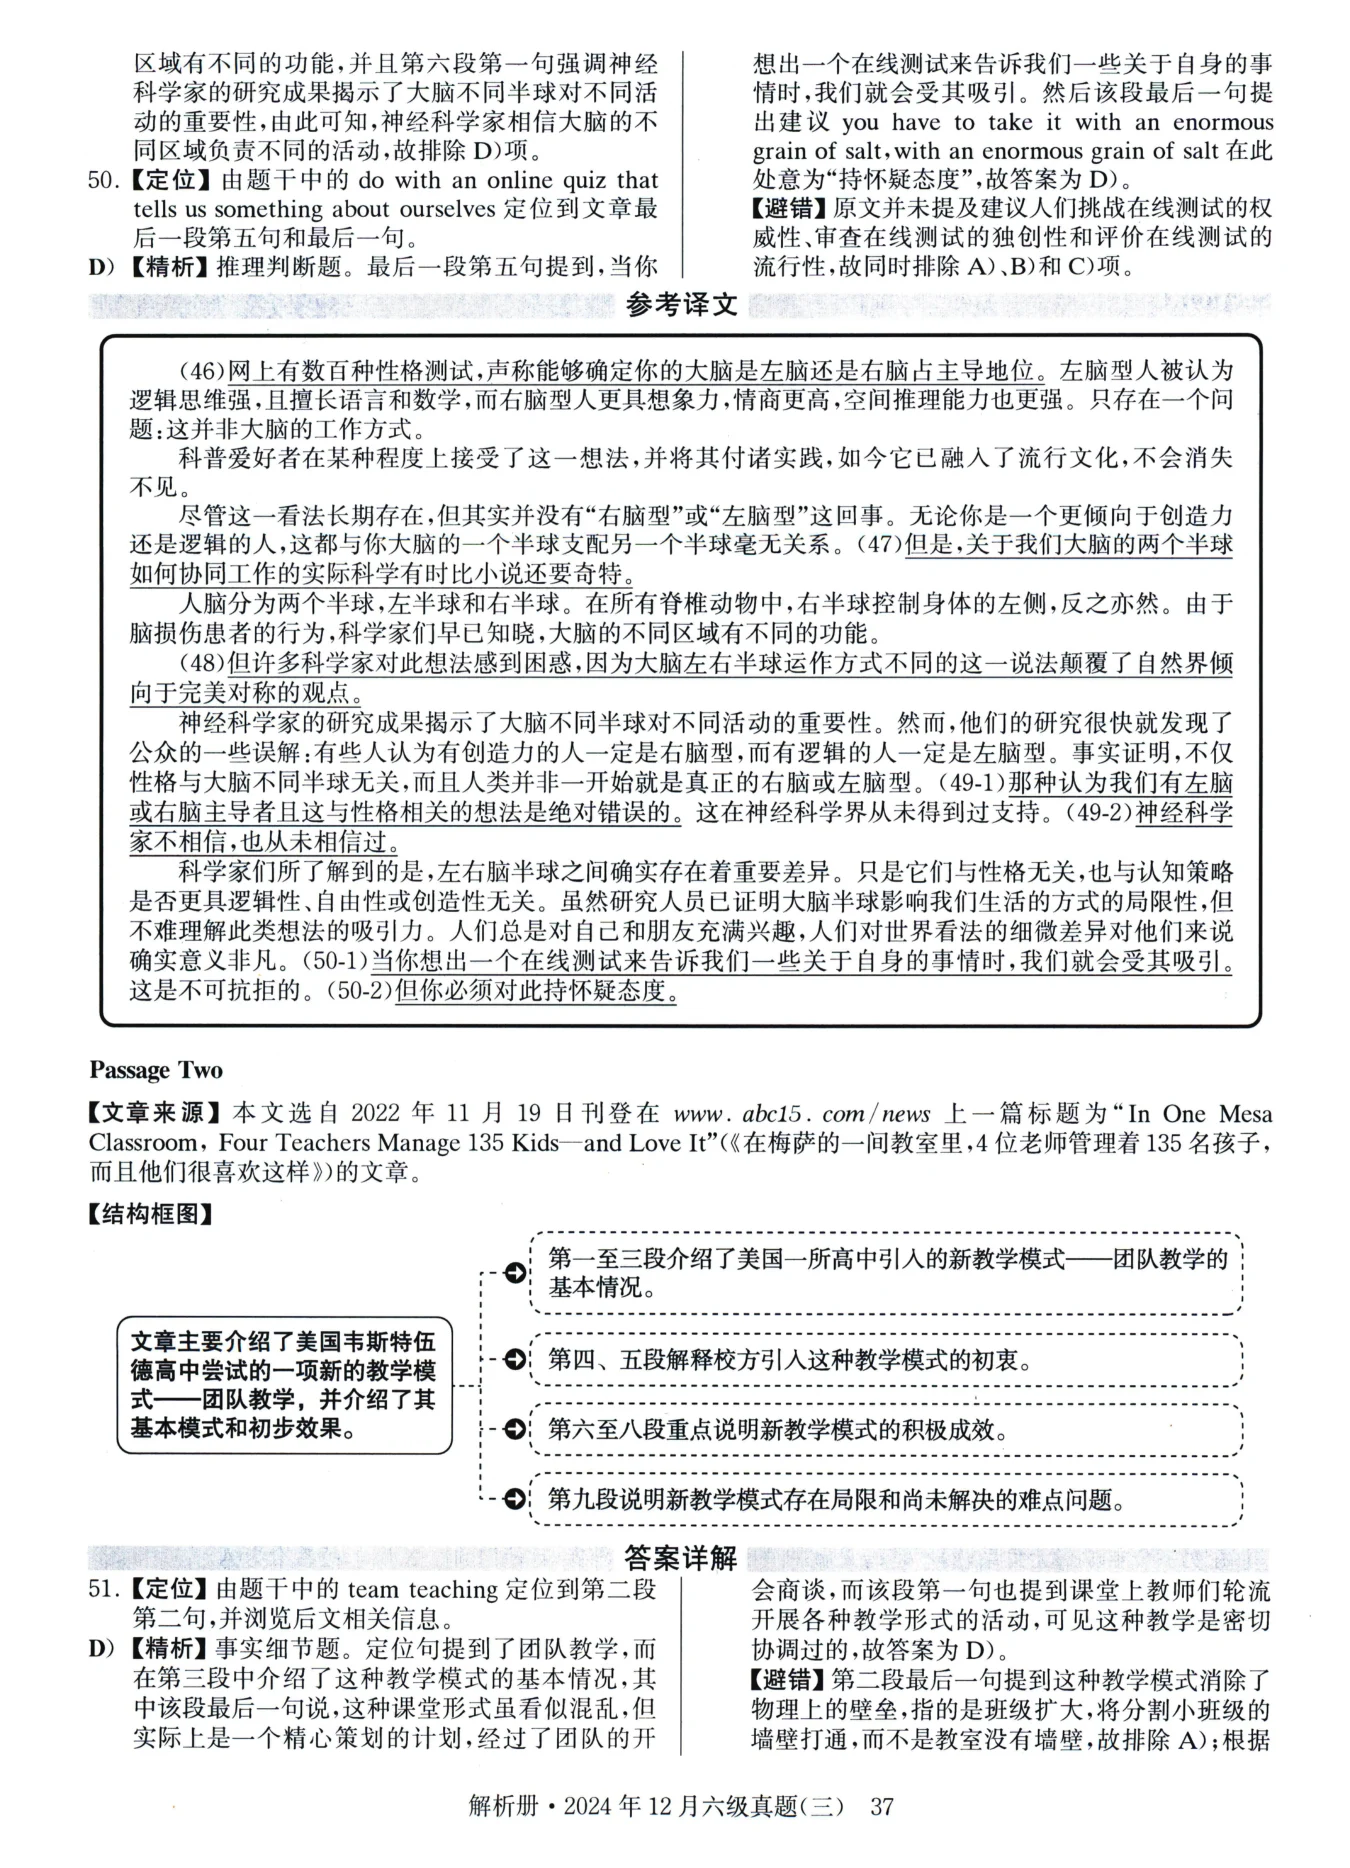 区域有不同的功能,并且第六段第一句强调神经
科学家的研究成果揭示了大脑不同半球对不同活
动的重要性,由此可知,神经科学家相信大脑的不
同区域负责不同的活动,故排除 D)项。
50.【定位】由题干中的 do with an online quiz that
tells us something about ourselves 定位到文章最
后一段第五句和最后一句。
D)【精析】推理判断题。最后一段第五句提到,当你
想出一个在线测试来告诉我们一些关于自身的事
情时,我们就会受其吸引。然后该段最后一句提
出建议 you have to take it with an enormous
grain of salt,with an enormous grain of salt 在此
处意为“持怀疑态度”,故答案为 D)。
【避错】原文并未提及建议人们挑战在线测试的权
威性、审查在线测试的独创性和评价在线测试的
流行性,故同时排除 A)、B)和 C)项。
参考译文
(46)网上有数百种性格测试,声称能够确定你的大脑是左脑还是右脑占主导地位。左脑型人被认为
逻辑思维强,且擅长语言和数学,而右脑型人更具想象力,情商更高,空间推理能力也更强。只存在一个问
题:这并非大脑的工作方式。
科普爱好者在某种程度上接受了这一想法,并将其付诸实践,如今它已融入了流行文化,不会消失
不见。
尽管这一看法长期存在,但其实并没有“右脑型”或“左脑型”这回事。无论你是一个更倾向于创造力
还是逻辑的人,这都与你大脑的一个半球支配另一个半球毫无关系。(47)但是,关于我们大脑的两个半球
如何协同工作的实际科学有时比小说还要奇特。
人脑分为两个半球,左半球和右半球。在所有脊椎动物中,右半球控制身体的左侧,反之亦然。由于
脑损伤患者的行为,科学家们早已知晓,大脑的不同区域有不同的功能。
(48)但许多科学家对此想法感到困惑,因为大脑左右半球运作方式不同的这一说法颠覆了自然界倾
向于完美对称的观点。
神经科学家的研究成果揭示了大脑不同半球对不同活动的重要性。然而,他们的研究很快就发现了
公众的一些误解:有些人认为有创造力的人一定是右脑型,而有逻辑的人一定是左脑型。事实证明,不仅
性格与大脑不同半球无关,而且人类并非一开始就是真正的右脑或左脑型。(49-1)那种认为我们有左脑
或右脑主导者且这与性格相关的想法是绝对错误的。这在神经科学界从未得到过支持。(49-2)神经科学
家不相信,也从未相信过。
科学家们所了解到的是,左右脑半球之间确实存在着重要差异。只是它们与性格无关,也与认知策略
是否更具逻辑性、自由性或创造性无关。虽然研究人员已证明大脑半球影响我们生活的方式的局限性,但
不难理解此类想法的吸引力。人们总是对自己和朋友充满兴趣,人们对世界看法的细微差异对他们来说
确实意义非凡。(50-1)当你想出一个在线测试来告诉我们一些关于自身的事情时,我们就会受其吸引。
这是不可抗拒的。(50-2)但你必须对此持怀疑态度。
Passage Two
【文章来源】本文选自 2022 年 11 月 19 日刊登在 www.abc15.com/news 上一篇标题为“In One Mesa
Classroom, Four Teachers Manage 135 Kids—and Love It”(《在梅萨的一间教室里,4 位老师管理着 135 名孩子,
而且他们很喜欢这样》)的文章。
【结构框图】
文章主要介绍了美国韦斯特伍
德高中尝试的一项新的教学模
式——团队教学,并介绍了其
基本模式和初步效果。
第一至三段介绍了美国一所高中引入的新教学模式——团队教学的
基本情况。
第四、五段解释校方引入这种教学模式的初衷。
第六至八段重点说明新教学模式的积极成效。
第九段说明新教学模式存在局限和尚未解决的难点问题。
答案详解
51.【定位】由题干中的 team teaching 定位到第二段
第二句,并浏览后文相关信息。
D)【精析】事实细节题。定位句提到了团队教学,而
在第三段中介绍了这种教学模式的基本情况,其
中该段最后一句说,这种课堂形式虽看似混乱,但
实际上是一个精心策划的计划,经过了团队的开
会商谈,而该段第一句也提到课堂上教师们轮流
开展各种教学形式的活动,可见这种教学是密切
协调过的,故答案为 D)。
【避错】第二段最后一句提到这种教学模式消除了
物理上的壁垒,指的是班级扩大,将分割小班级的
墙壁打通,而不是教室没有墙壁,故排除 A);根据
解析册·2024 年 12 月六级真题(三) 37